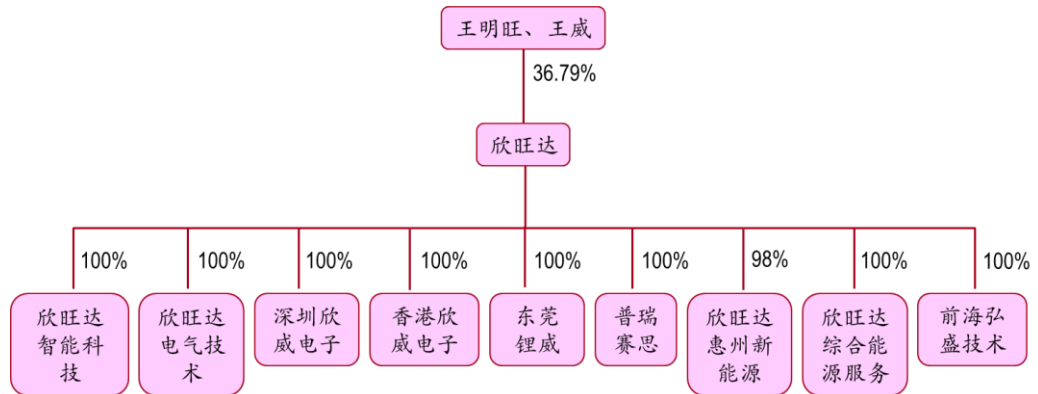 王明旺、王威
36.79%
欣旺达
100%
100%
100%
100%
100%
100%
98%
100%
100%
欣旺达
智能科
技
欣旺达
电气技
术
深圳欣
威电子
香港欣
威电子
东莞
锂威
普瑞
赛思
欣旺达
惠州新
能源
欣旺达
综合能
源服务
前海弘
盛技术